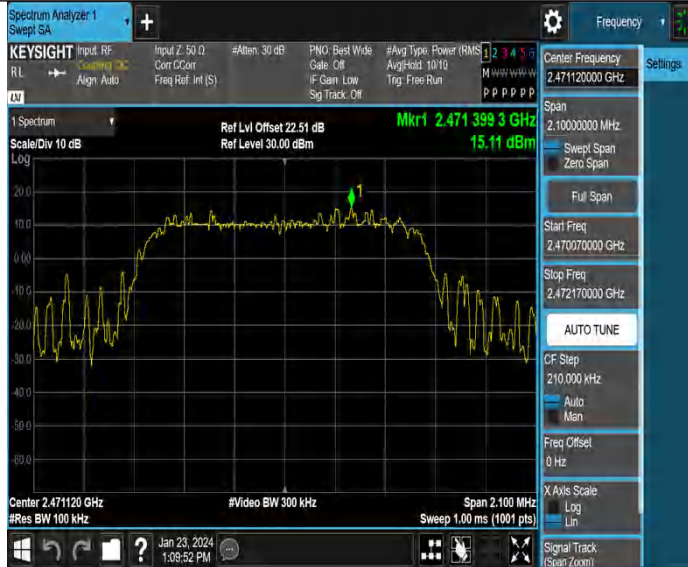 Spectrum Analyzer 1
Swept SA
+
Frequency
KEYSIGHT
RL
Input: RF
Coupling: DC
Align: Auto
Input Z: 50 Ω
Corr CCorr
Freq Ref: Int (S)
#Atten: 30 dB
PNO: Best Wide
Gate: Off
IF Gain: Low
Sig Track: Off
#Avg Type: Power (RMS
Avg|Hold: 10/10
Trig: Free Run
1 2 3 4 5 6
M W W W W W
P P P P P P
1 Spectrum
Scale/Div 10 dB
Ref Lvl Offset 22.51 dB
Ref Level 30.00 dBm
Mkr1 2.471 399 3 GHz
15.11 dBm
Log
1
20.0
10.0
0.00
-10.0
-20.0
-30.0
-40.0
-50.0
-60.0
Center 2.471120 GHz
#Res BW 100 kHz
#Video BW 300 kHz
Span 2.100 MHz
Sweep 1.00 ms (1001 pts)
?
Jan 23, 2024
1:09:52 PM
Center Frequency
2.471120000 GHz
Settings
Span
2.10000000 MHz
Swept Span
Zero Span
Full Span
Start Freq
2.470070000 GHz
Stop Freq
2.472170000 GHz
AUTO TUNE
CF Step
210.000 kHz
Auto
Man
Freq Offset
0 Hz
X Axis Scale
Log
Lin
Signal Track
(Span Zoom)